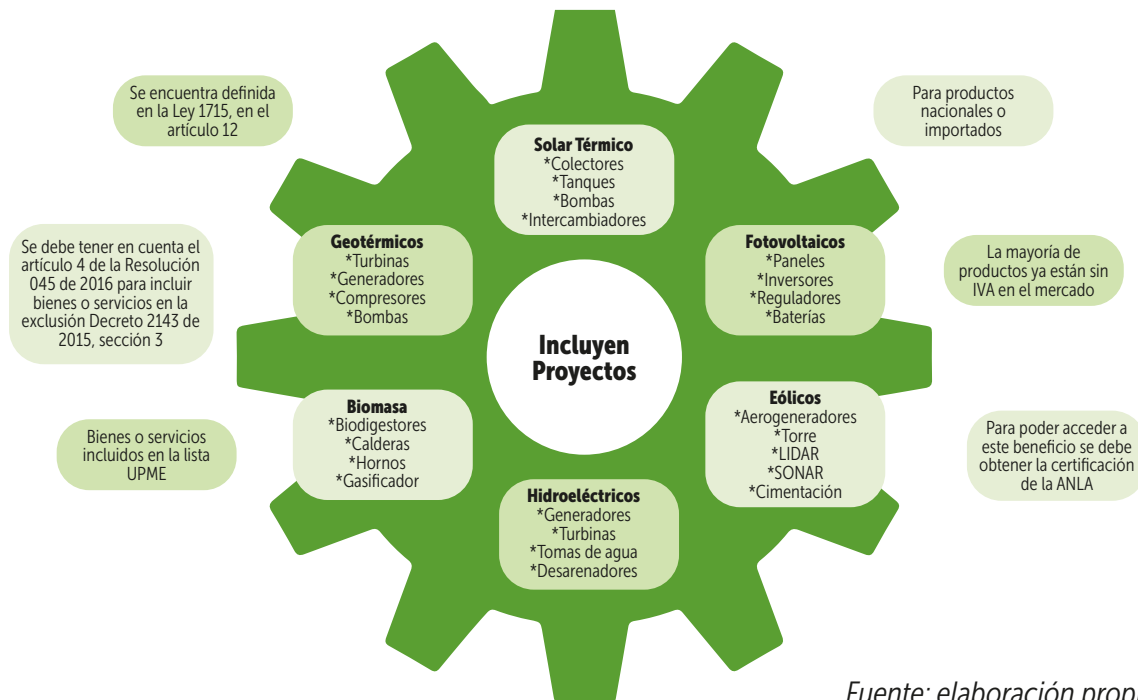 Se encuentra definida
en la Ley 1715, en el
artículo 12
Para productos
nacionales o
importados
Solar Térmico
*Colectores
*Tanques
*Bombas
*Intercambiadores
Se debe tener en cuenta el
artículo 4 de la Resolución
045 de 2016 para incluir
bienes o servicios en la
exclusión Decreto 2143 de
2015, sección 3
Geotérmicos
*Turbinas
*Generadores
*Compresores
*Bombas
Fotovoltaicos
*Paneles
*Inversores
*Reguladores
*Baterías
La mayoría de
productos ya están sin
IVA en el mercado
Incluyen
Proyectos
Bienes o servicios
incluidos en la lista
UPME
Biomasa
*Biodigestores
*Calderas
*Hornos
*Gasificador
Eólicos
*Aerogeneradores
*Torre
*LIDAR
*SONAR
*Cimentación
Para poder acceder a
este beneficio se debe
obtener la certificación
de la ANLA
Hidroeléctricos
*Generadores
*Turbinas
*Tomas de agua
*Desarenadores
Fuente: elaboración